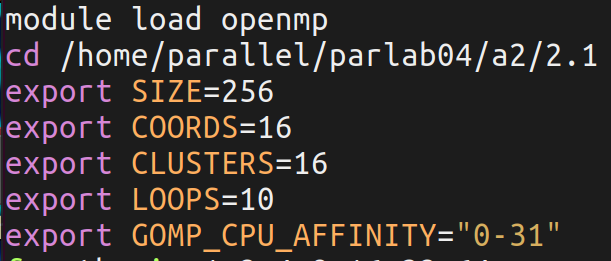 module load openmp
cd /home/parallel/parlab04/a2/2.1
export SIZE=256
export COORDS=16
export CLUSTERS=16
export LOOPS=10
export GOMP_CPU_AFFINITY="0-31"